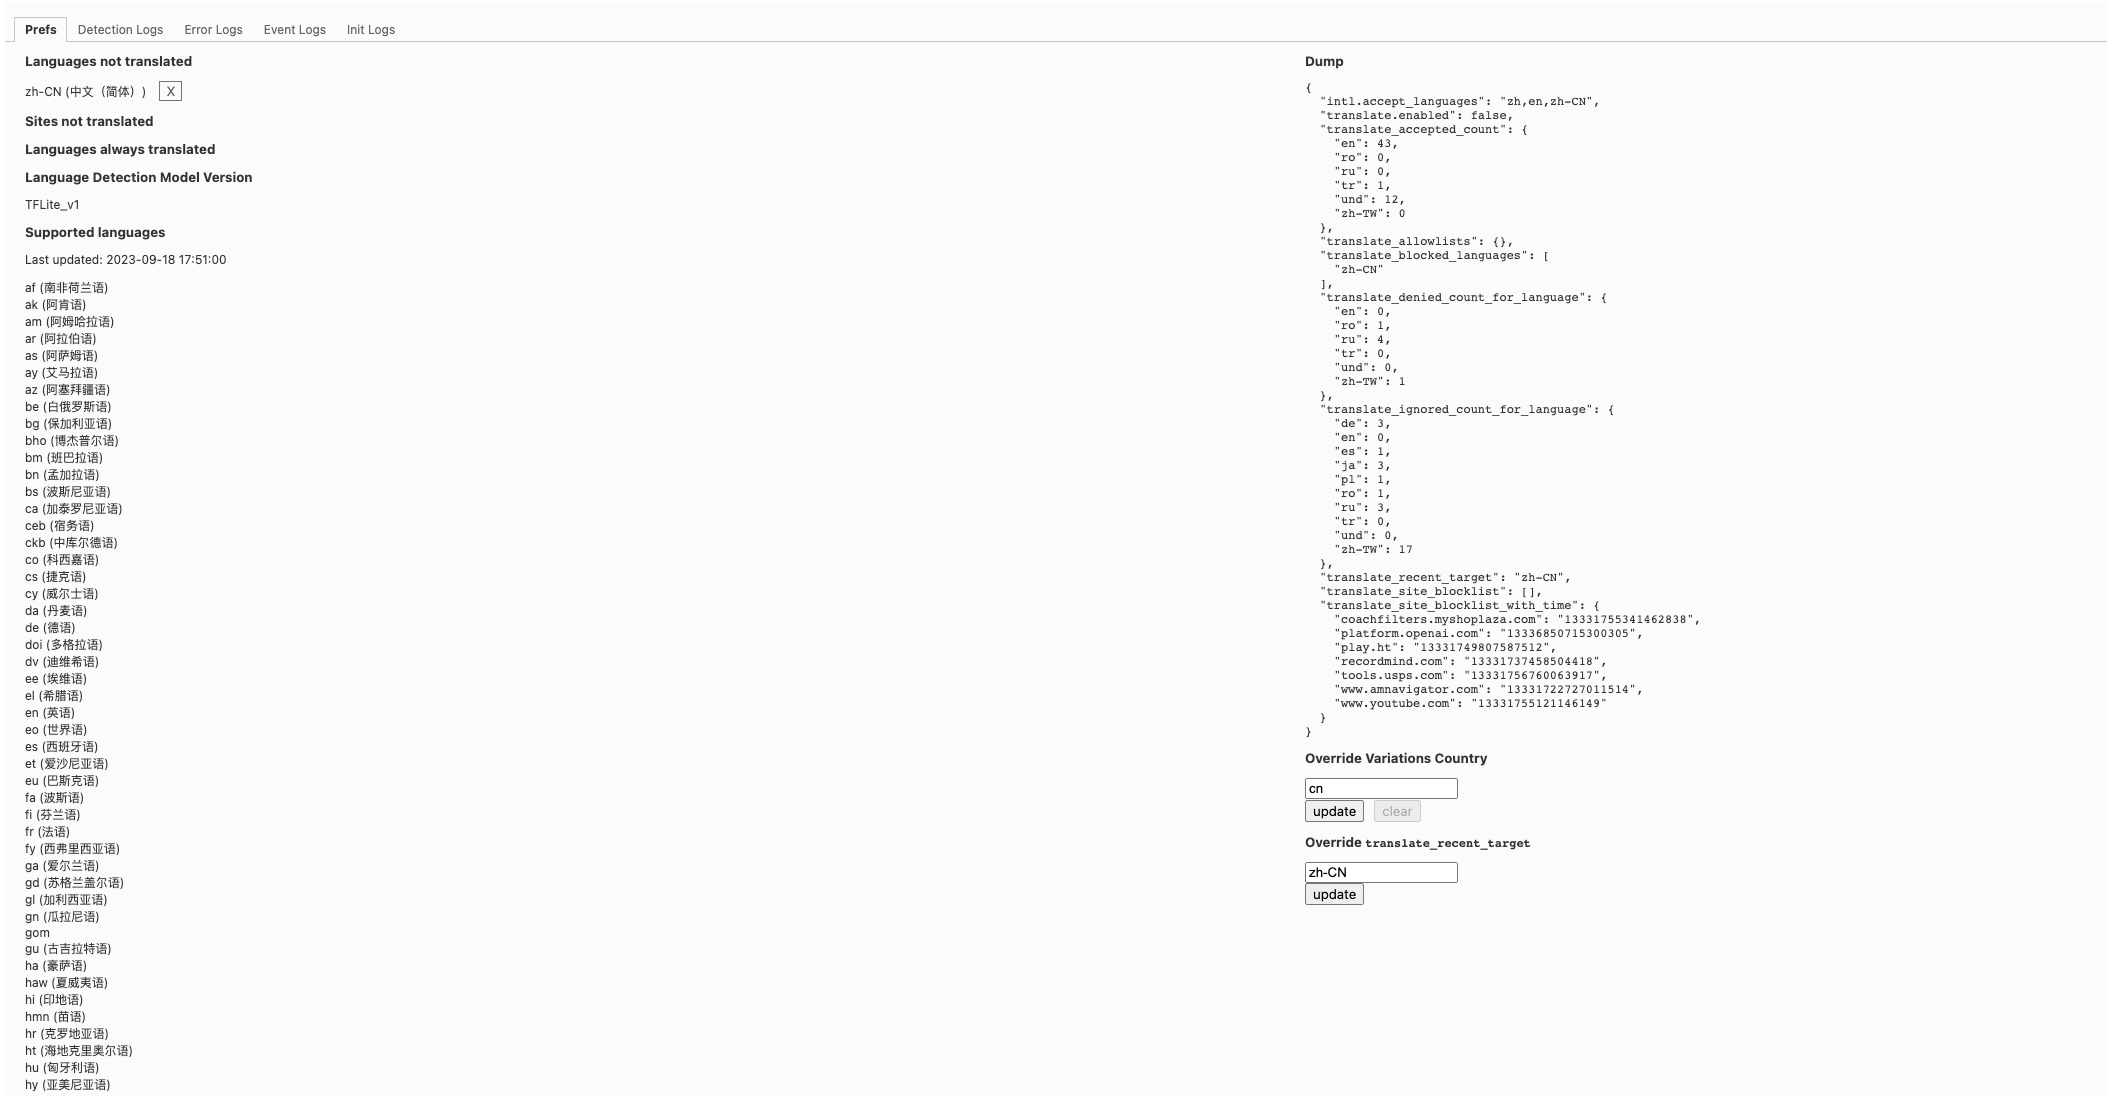 Prefs
Detection Logs
Error Logs
Event Logs
Init Logs
Languages not translated
zh-CN (中文（简体）)
X
Sites not translated
Languages always translated
Language Detection Model Version
TFLite_v1
Supported languages
Last updated: 2023-09-18 17:51:00
af (南非荷兰语)
ak (阿肯语)
am (阿姆哈拉语)
ar (阿拉伯语)
as (阿萨姆语)
ay (艾马拉语)
az (阿塞拜疆语)
be (白俄罗斯语)
bg (保加利亚语)
bho (博杰普尔语)
bm (班巴拉语)
bn (孟加拉语)
bs (波斯尼亚语)
ca (加泰罗尼亚语)
ceb (宿务语)
ckb (中库尔德语)
co (科西嘉语)
cs (捷克语)
cy (威尔士语)
da (丹麦语)
de (德语)
doi (多格拉语)
dv (迪维希语)
ee (埃维语)
el (希腊语)
en (英语)
eo (世界语)
es (西班牙语)
et (爱沙尼亚语)
eu (巴斯克语)
fa (波斯语)
fi (芬兰语)
fr (法语)
fy (西弗里西亚语)
ga (爱尔兰语)
gd (苏格兰盖尔语)
gl (加利西亚语)
gn (瓜拉尼语)
gom
gu (古吉拉特语)
ha (豪萨语)
haw (夏威夷语)
hi (印地语)
hmn (苗语)
hr (克罗地亚语)
ht (海地克里奥尔语)
hu (匈牙利语)
hy (亚美尼亚语)
Dump
{
"intl.accept_languages": "zh,en,zh-CN",
"translate.enabled": false,
"translate_accepted_count": {
"en": 43,
"ro": 0,
"ru": 0,
"tr": 1,
"und": 12,
"zh-TW": 0
},
"translate_allowlists": {},
"translate_blocked_languages": [
"zh-CN"
],
"translate_denied_count_for_language": {
"en": 0,
"ro": 1,
"ru": 4,
"tr": 0,
"und": 0,
"zh-TW": 1
},
"translate_ignored_count_for_language": {
"de": 3,
"en": 0,
"es": 1,
"ja": 3,
"pl": 1,
"ro": 1,
"ru": 3,
"tr": 0,
"und": 0,
"zh-TW": 17
},
"translate_recent_target": "zh-CN",
"translate_site_blocklist": [],
"translate_site_blocklist_with_time": {
"coachfilters.myshoplaza.com": "13331755341462838",
"platform.openai.com": "13336850715300305",
"play.ht": "13331749807587512",
"recordmind.com": "13331737458504418",
"tools.usps.com": "13331756760063917",
"www.amnavigator.com": "13331722727011514",
"www.youtube.com": "13331755121146149"
}
}
Override Variations Country
cn
update
clear
Override translate_recent_target
zh-CN
update